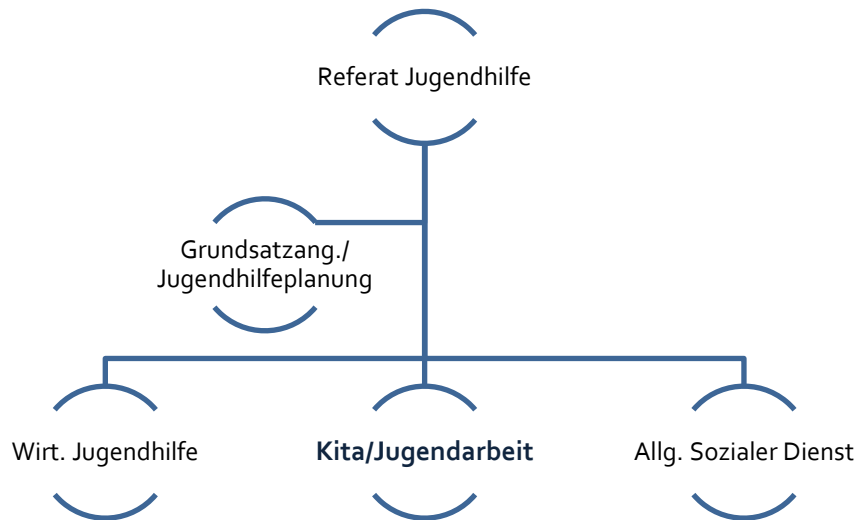 Referat Jugendhilfe
Grundsatzang./
Jugendhilfeplanung
Wirt. Jugendhilfe
Kita/Jugendarbeit
Allg. Sozialer Dienst